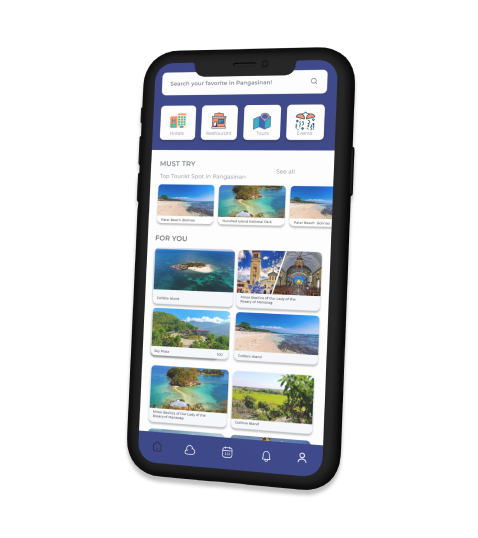 Search your favorite in Pangasinan!
Hotels
Restaurant
Tours
Events
MUST TRY
Top Tourist Spot in Pangasinan
See all
Patar Beach Bolinao
Hundred Island National Park
Patar Beach Bolinao
FOR YOU
Colibra Island
Minor Basilica of Our Lady of the
Rosary of Manaoag
Sky Plaza
Colibra Island
Minor Basilica of Our Lady of the
Rosary of Manaoag
Colibra Island